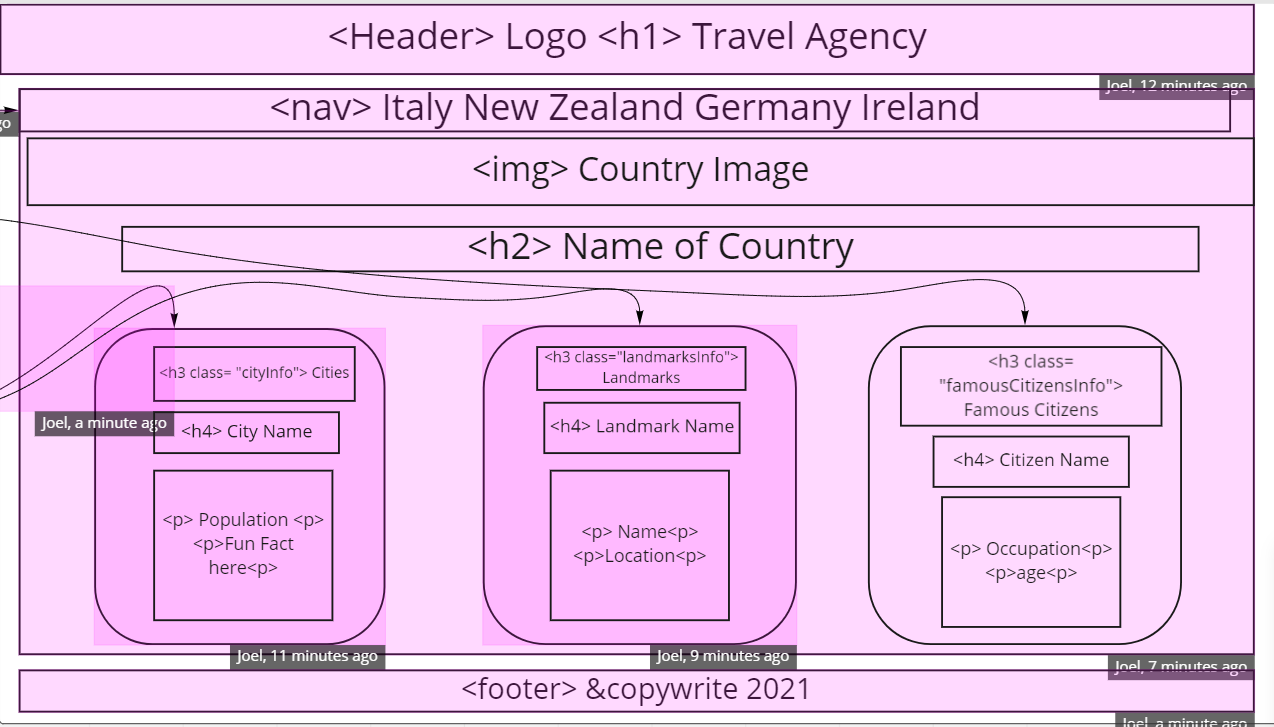 <Header> Logo <h1> Travel Agency
Joel, 12 minutes ago
<nav> Italy New Zealand Germany Ireland
go
<img> Country Image
<h2> Name of Country
<h3 class= "cityInfo"> Cities
<h4> City Name
<p> Population <p>
<p>Fun Fact
here<p>
Joel, a minute ago
Joel, 11 minutes ago
<h3 class="landmarksInfo">
Landmarks
<h4> Landmark Name
<p> Name<p>
<p>Location<p>
Joel, 9 minutes ago
<h3 class=
"famousCitizensInfo">
Famous Citizens
<h4> Citizen Name
<p> Occupation<p>
<p>age<p>
Joel, 7 minutes ago
<footer> &copywrite 2021
Joel, a minute ago